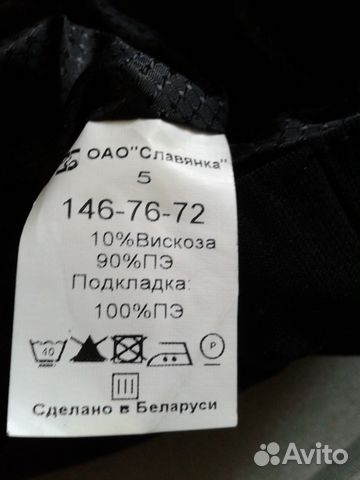 ОАО"Славянка"
5
146-76-72
10%Вискоза
90%ПЭ
Подкладка:
100%ПЭ
40 P
Сделано в Беларуси
Avito